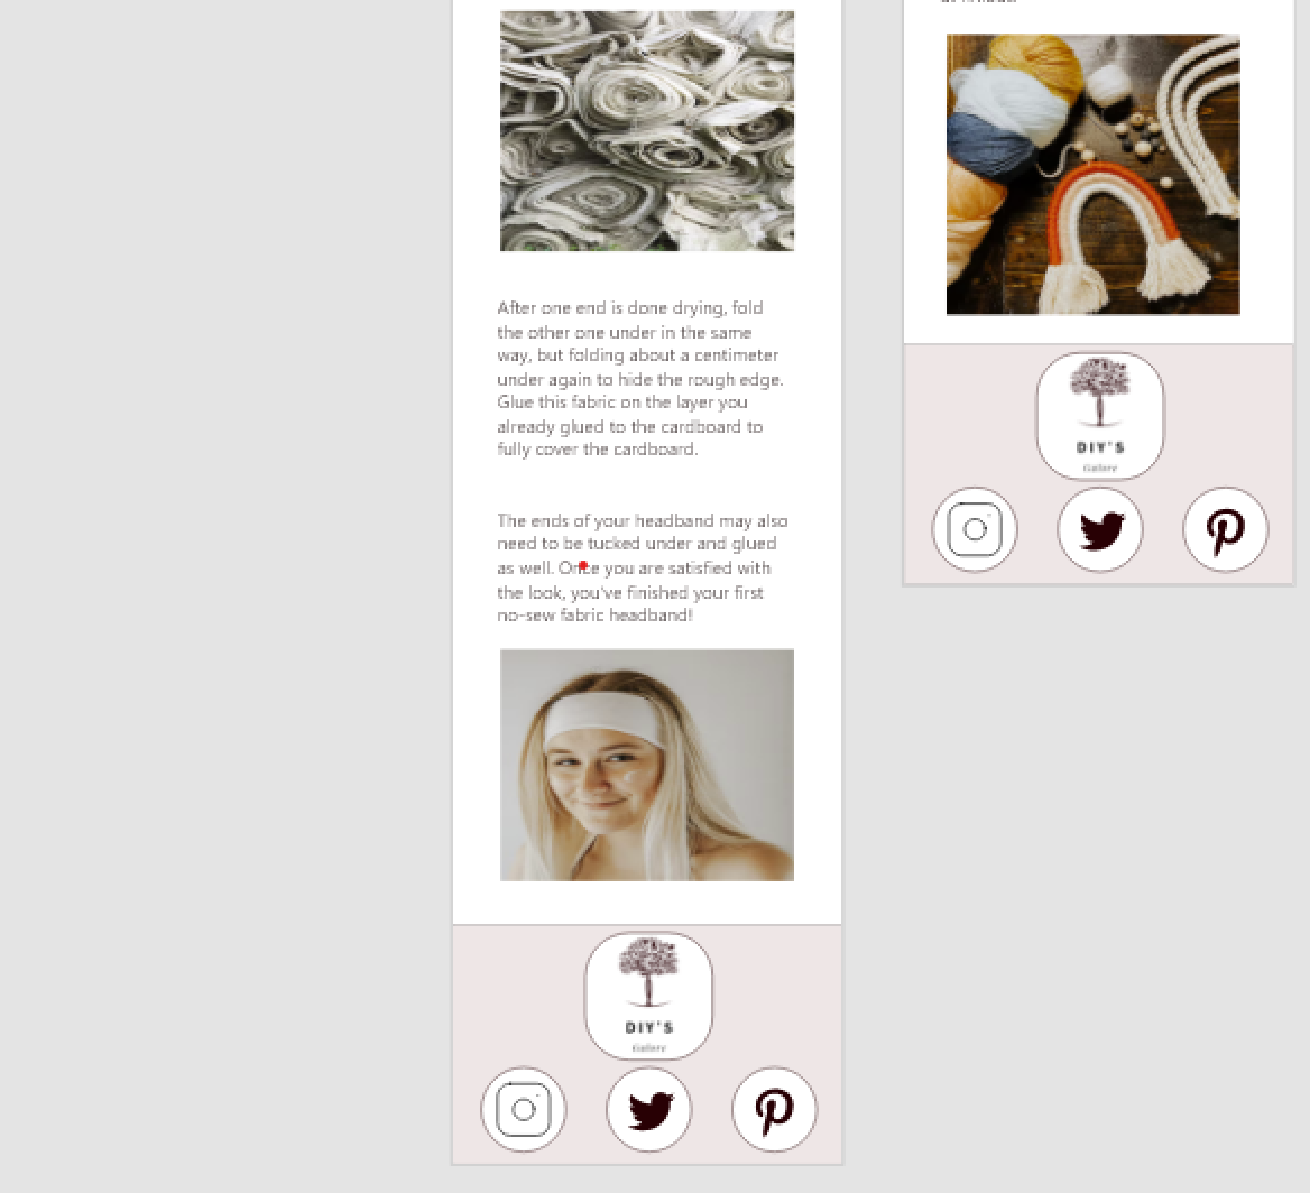 After one end is done drying, fold
the other one under in the same
way, but folding about a centimeter
under again to hide the rough edge.
Glue this fabric on the layer you
already glued to the cardboard to
fully cover the cardboard.
The ends of your headband may also
need to be tucked under and glued
as well. Once you are satisfied with
the look, you've finished your first
no-sew fabric headband!
DIY'S
Galery
DIY'S
Galery